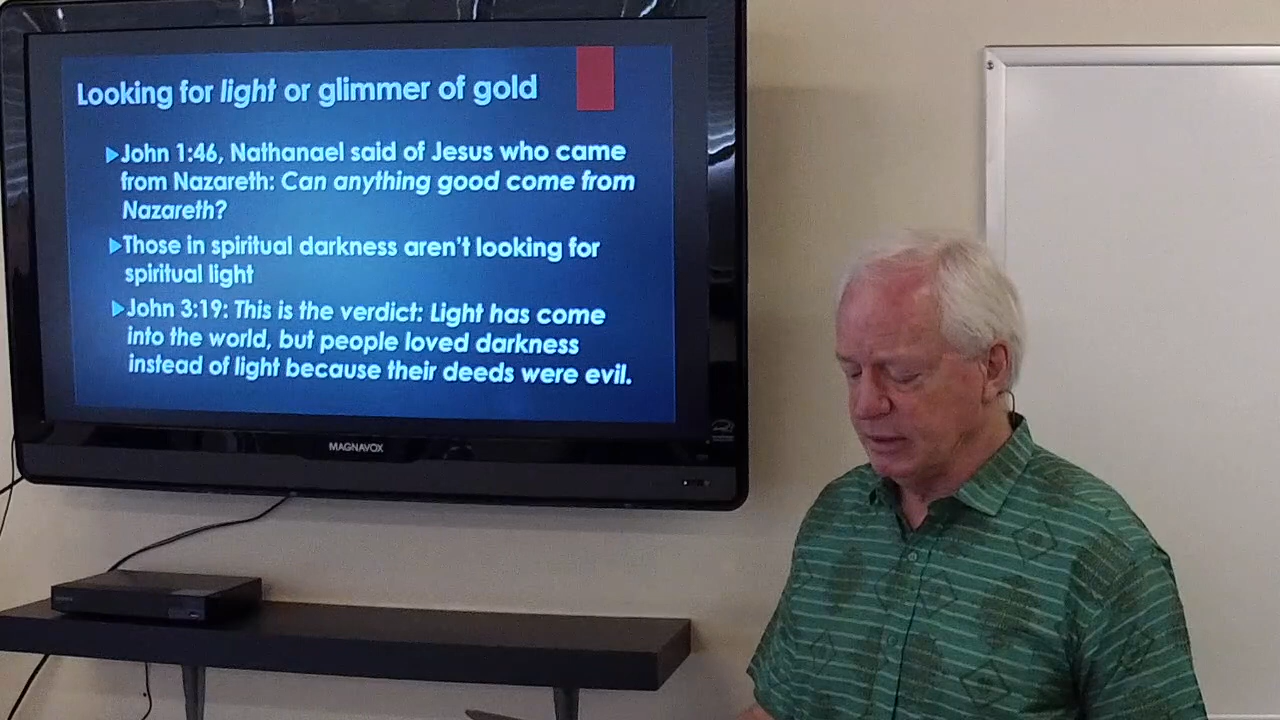 Looking for light or glimmer of gold
John 1:46, Nathanael said of Jesus who came
from Nazareth: Can anything good come from
Nazareth?
Those in spiritual darkness aren't looking for
spiritual light
John 3:19: This is the verdict: Light has come
into the world, but people loved darkness
instead of light because their deeds were evil.
MAGNAVOX